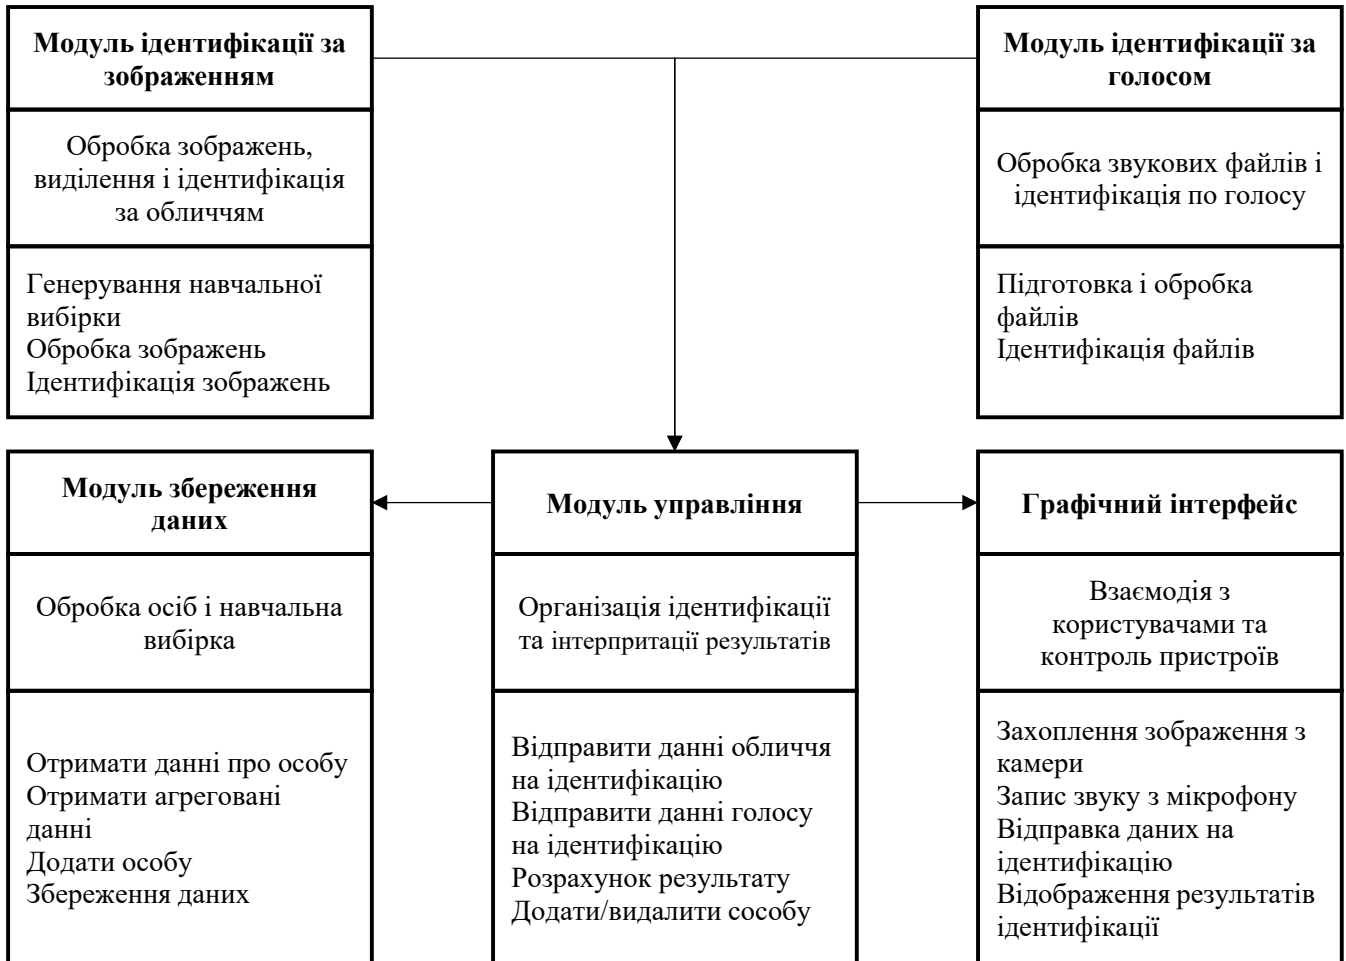 Модуль ідентифікації за
зображенням
Обробка зображень,
виділення і ідентифікація
за обличчям
Генерування навчальної
вибірки
Обробка зображень
Ідентифікація зображень
Модуль ідентифікації за
голосом
Обробка звукових файлів і
ідентифікація по голосу
Підготовка і обробка
файлів
Ідентифікація файлів
Модуль збереження
даних
Обробка осіб і навчальна
вибірка
Отримати данні про особу
Отримати агреговані
данні
Додати особу
Збереження даних
Модуль управління
Організація ідентифікації
та інтерпритації результатів
Відправити данні обличчя
на ідентифікацію
Відправити данні голосу
на ідентифікацію
Розрахунок результату
Додати/видалити сособу
Графічний інтерфейс
Взаємодія з
користувачами та
контроль пристроїв
Захоплення зображення з
камери
Запис звуку з мікрофону
Відправка даних на
ідентифікацію
Відображення результатів
ідентифікації